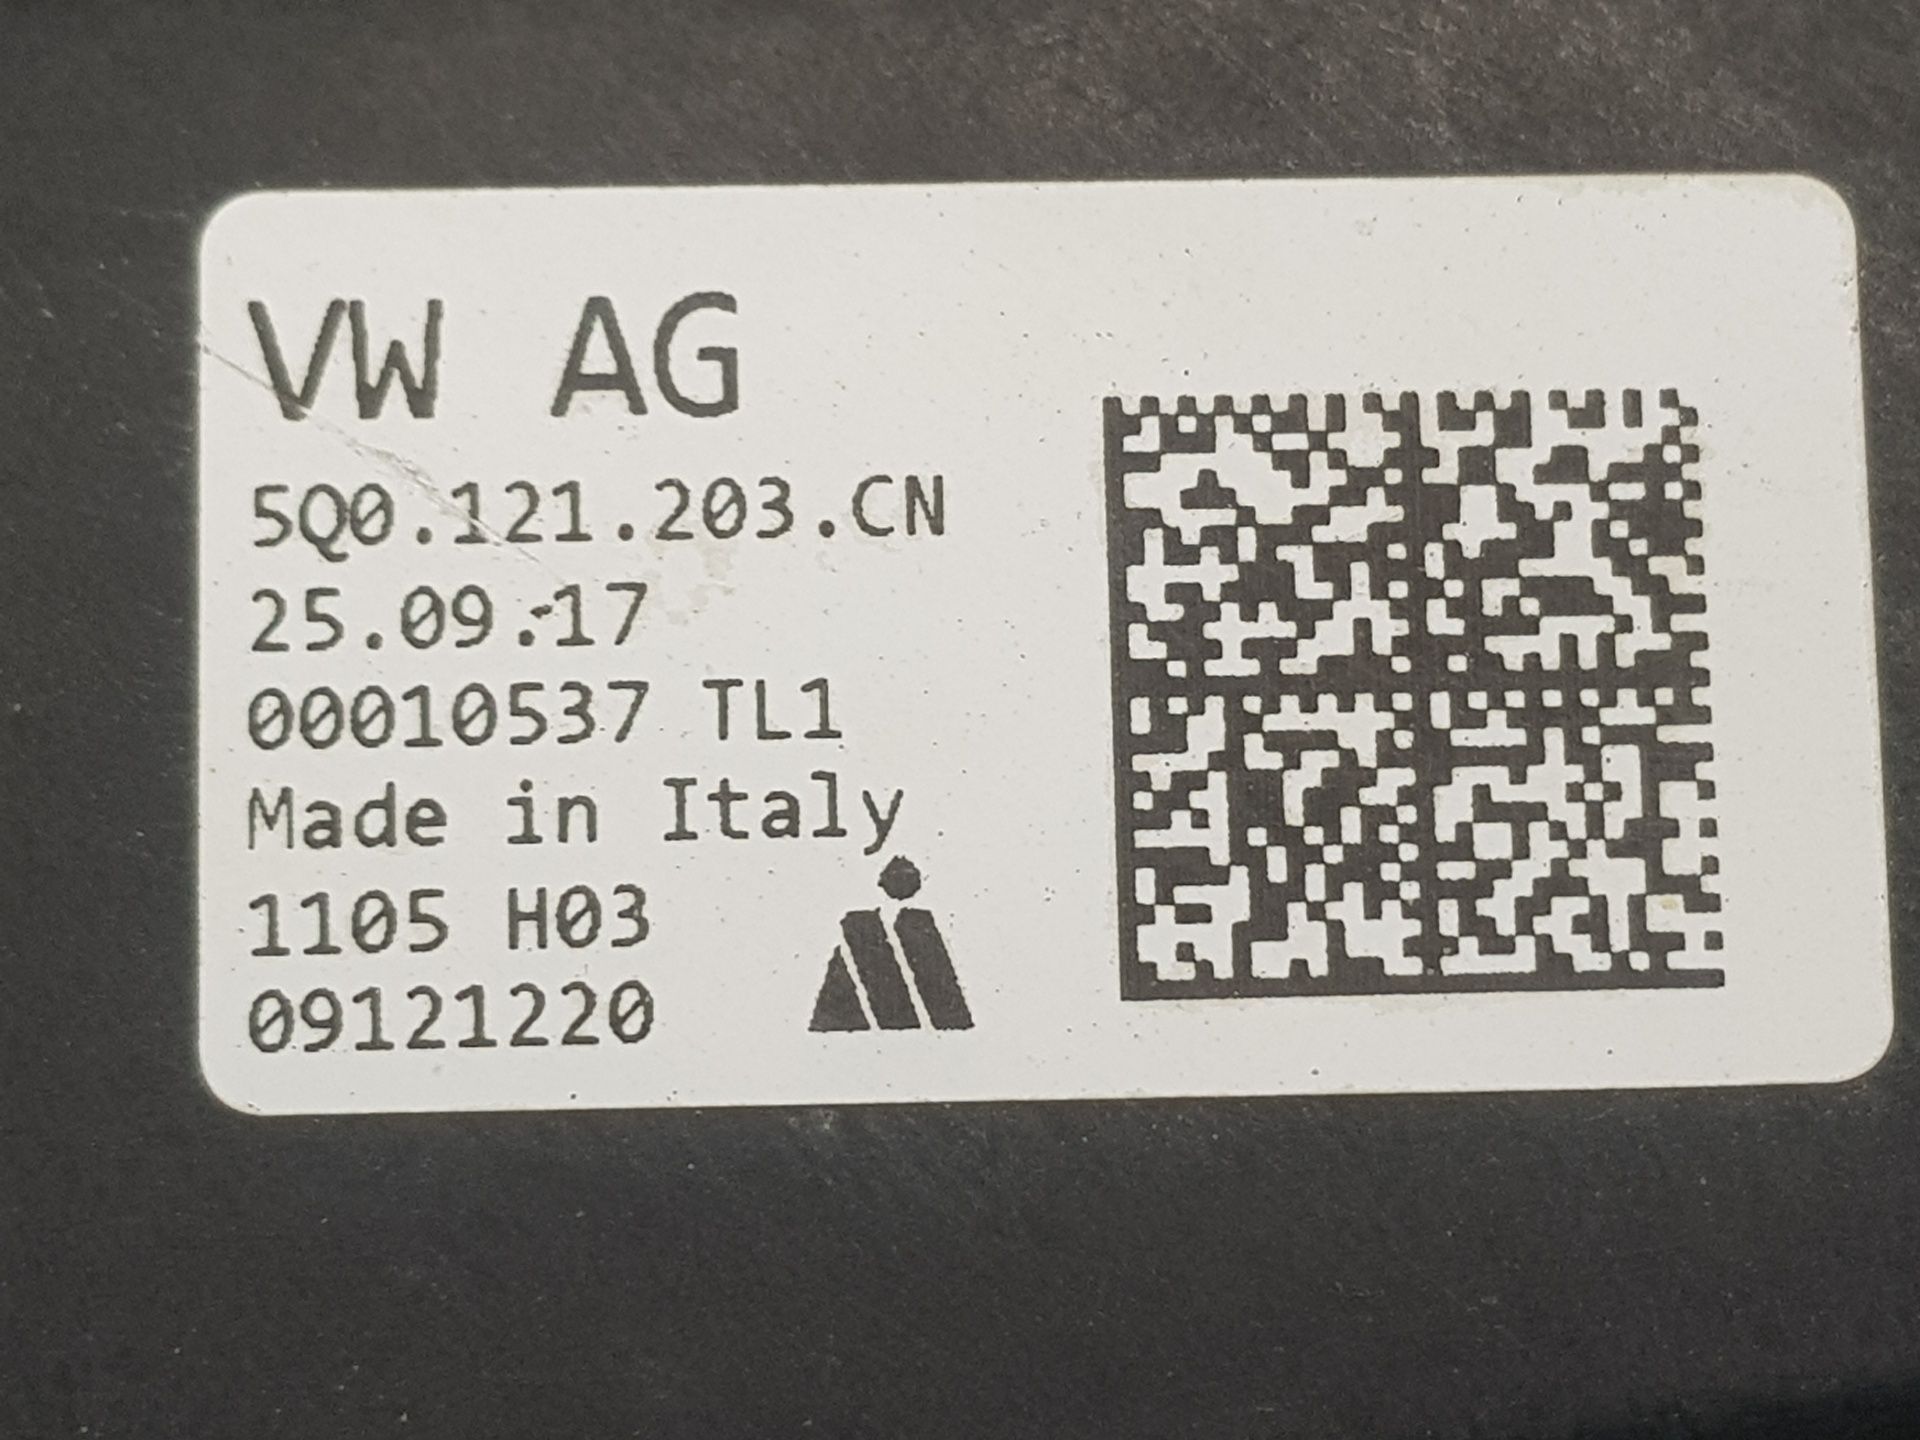 VW AG
5Q0.121.203.CN
25.09.17
00010537 TL1
Made in Italy
1105 H03
09121220